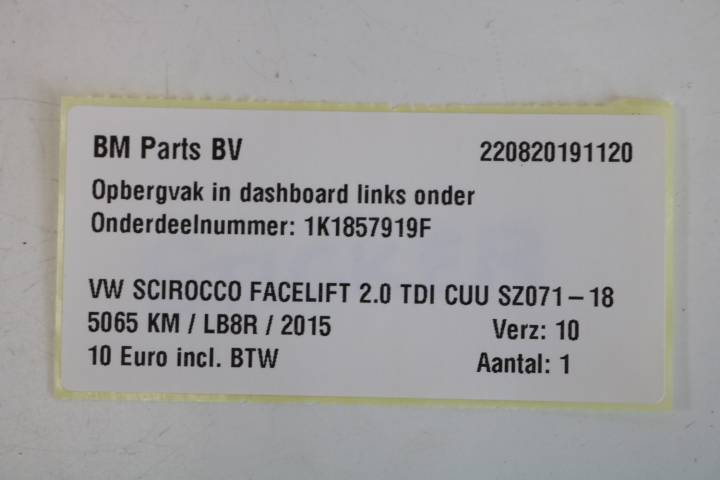 BM Parts BV 220820191120
Opbergvak in dashboard links onder
Onderdeelnummer: 1K1857919F
VW SCIROCCO FACELIFT 2.0 TDI CUU SZ071-18
5065 KM / LB8R / 2015 Verz: 10
10 Euro incl. BTW Aantal: 1